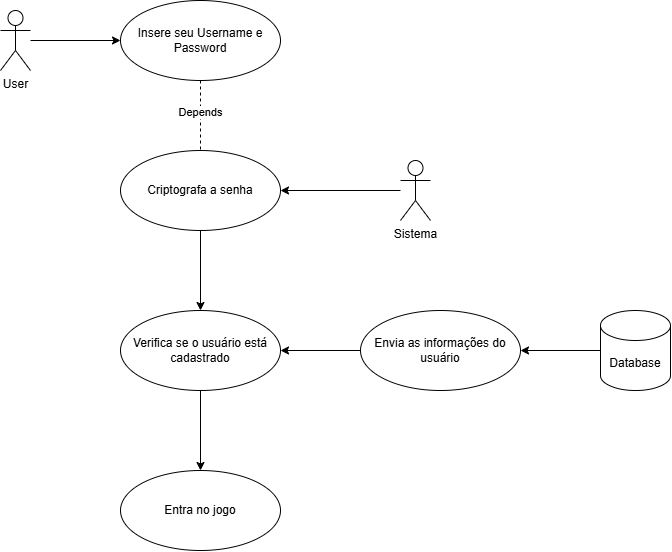 Insere seu Username e
Password
User
Depends
Criptografa a senha
Sistema
Verifica se o usuário está
cadastrado
Envia as informações do
usuário
Database
Entra no jogo